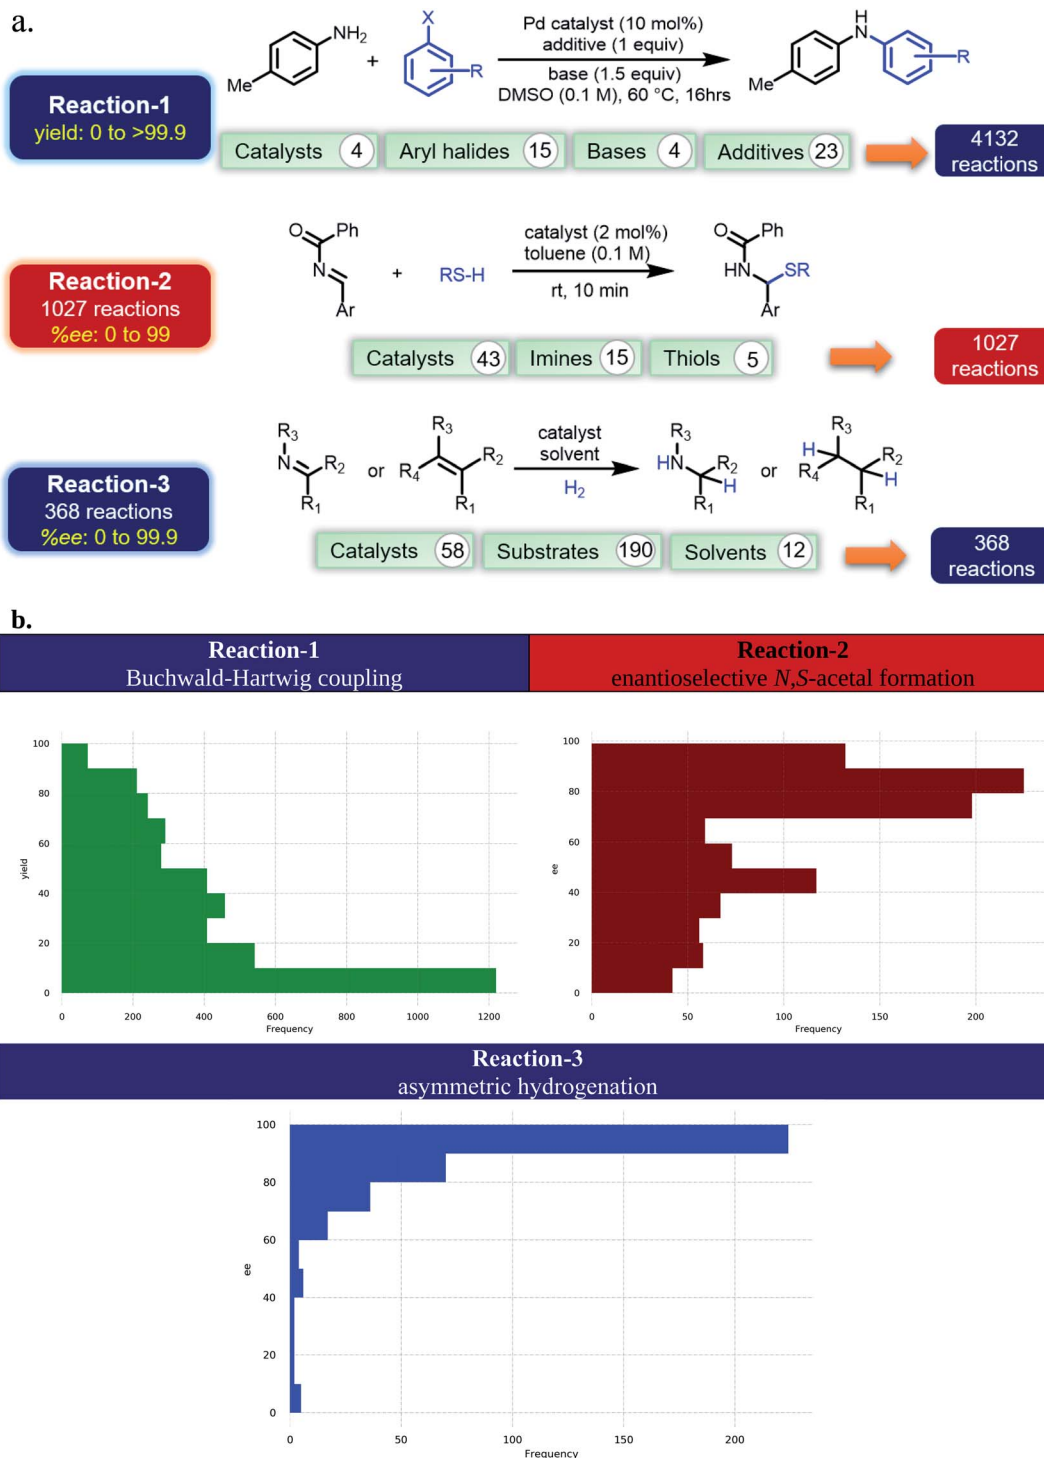 a.
Reaction-1
yield: 0 to >99.9
Me
NH2
+
X
R
Pd catalyst (10 mol%)
additive (1 equiv)
base (1.5 equiv)
DMSO (0.1 M), 60 °C, 16hrs
Me
H
N
R
Catalysts 4
Aryl halides 15
Bases 4
Additives 23
4132
reactions
Reaction-2
1027 reactions
%ee: 0 to 99
O
Ph
N
Ar
+
RS-H
catalyst (2 mol%)
toluene (0.1 M)
rt, 10 min
O
Ph
HN
SR
Ar
Catalysts 43
Imines 15
Thiols 5
1027
reactions
Reaction-3
368 reactions
%ee: 0 to 99.9
R3
N
R2
R1
or
R3
R4
R2
R1
catalyst
solvent
H2
R3
HN
R2
H
R1
or
R3
H
R4
R2
H
R1
Catalysts 58
Substrates 190
Solvents 12
368
reactions
b.
Reaction-1
Buchwald-Hartwig coupling
Reaction-2
enantioselective N,S-acetal formation
100
80
60
40
20
0
yield
0 200 400 600 800 1000 1200
Frequency
100
80
60
40
20
0
ee
0 50 100 150 200
Frequency
Reaction-3
asymmetric hydrogenation
100
80
60
40
20
0
ee
0 50 100 150 200
Frequency